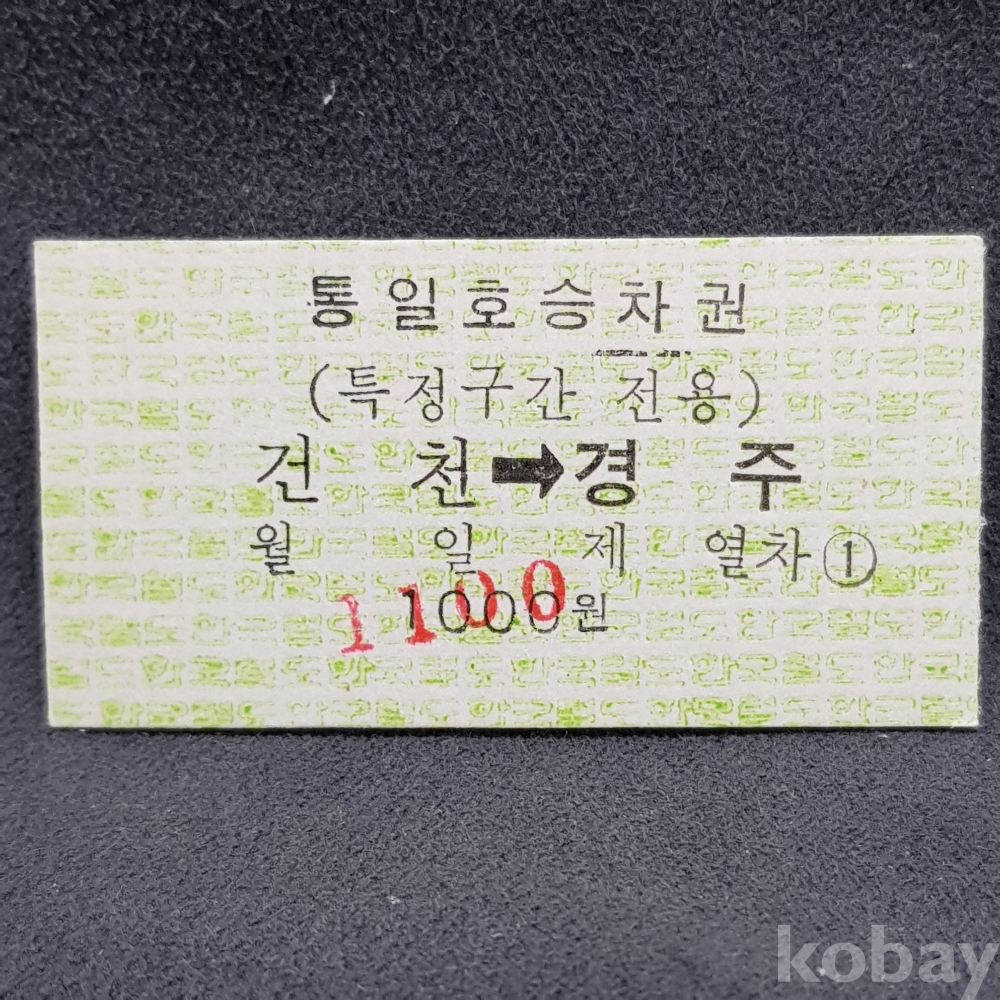 통일호승차권
(특정구간 전용)
건 천➡경 주
월 일 제 열차①
1000원
1100
kobay